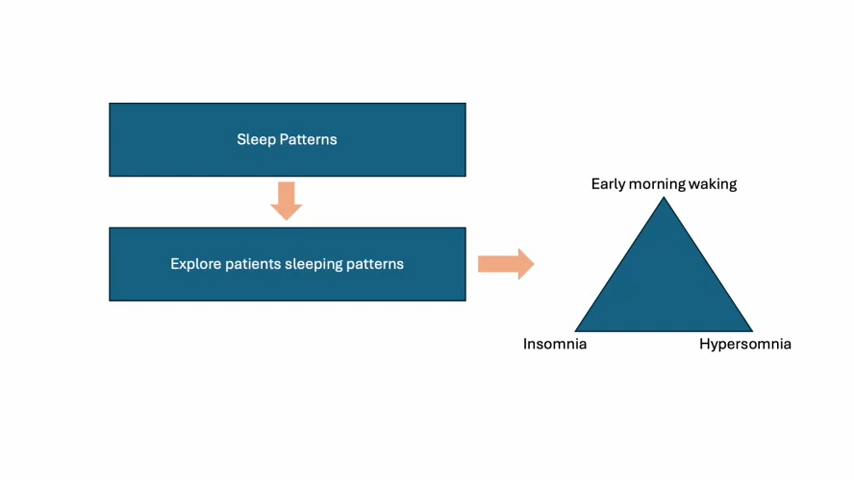 Sleep Patterns
Explore patients sleeping patterns
Early morning waking
Insomnia
Hypersomnia